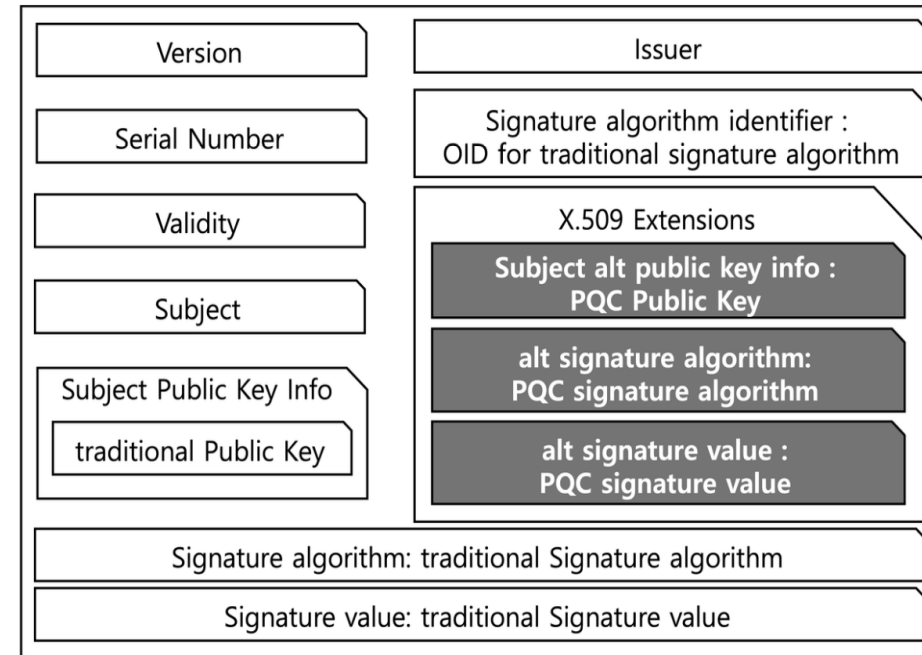 Version
Serial Number
Validity
Subject
Subject Public Key Info
traditional Public Key
Issuer
Signature algorithm identifier :
OID for traditional signature algorithm
X.509 Extensions
Subject alt public key info :
PQC Public Key
alt signature algorithm:
PQC signature algorithm
alt signature value :
PQC signature value
Signature algorithm: traditional Signature algorithm
Signature value: traditional Signature value